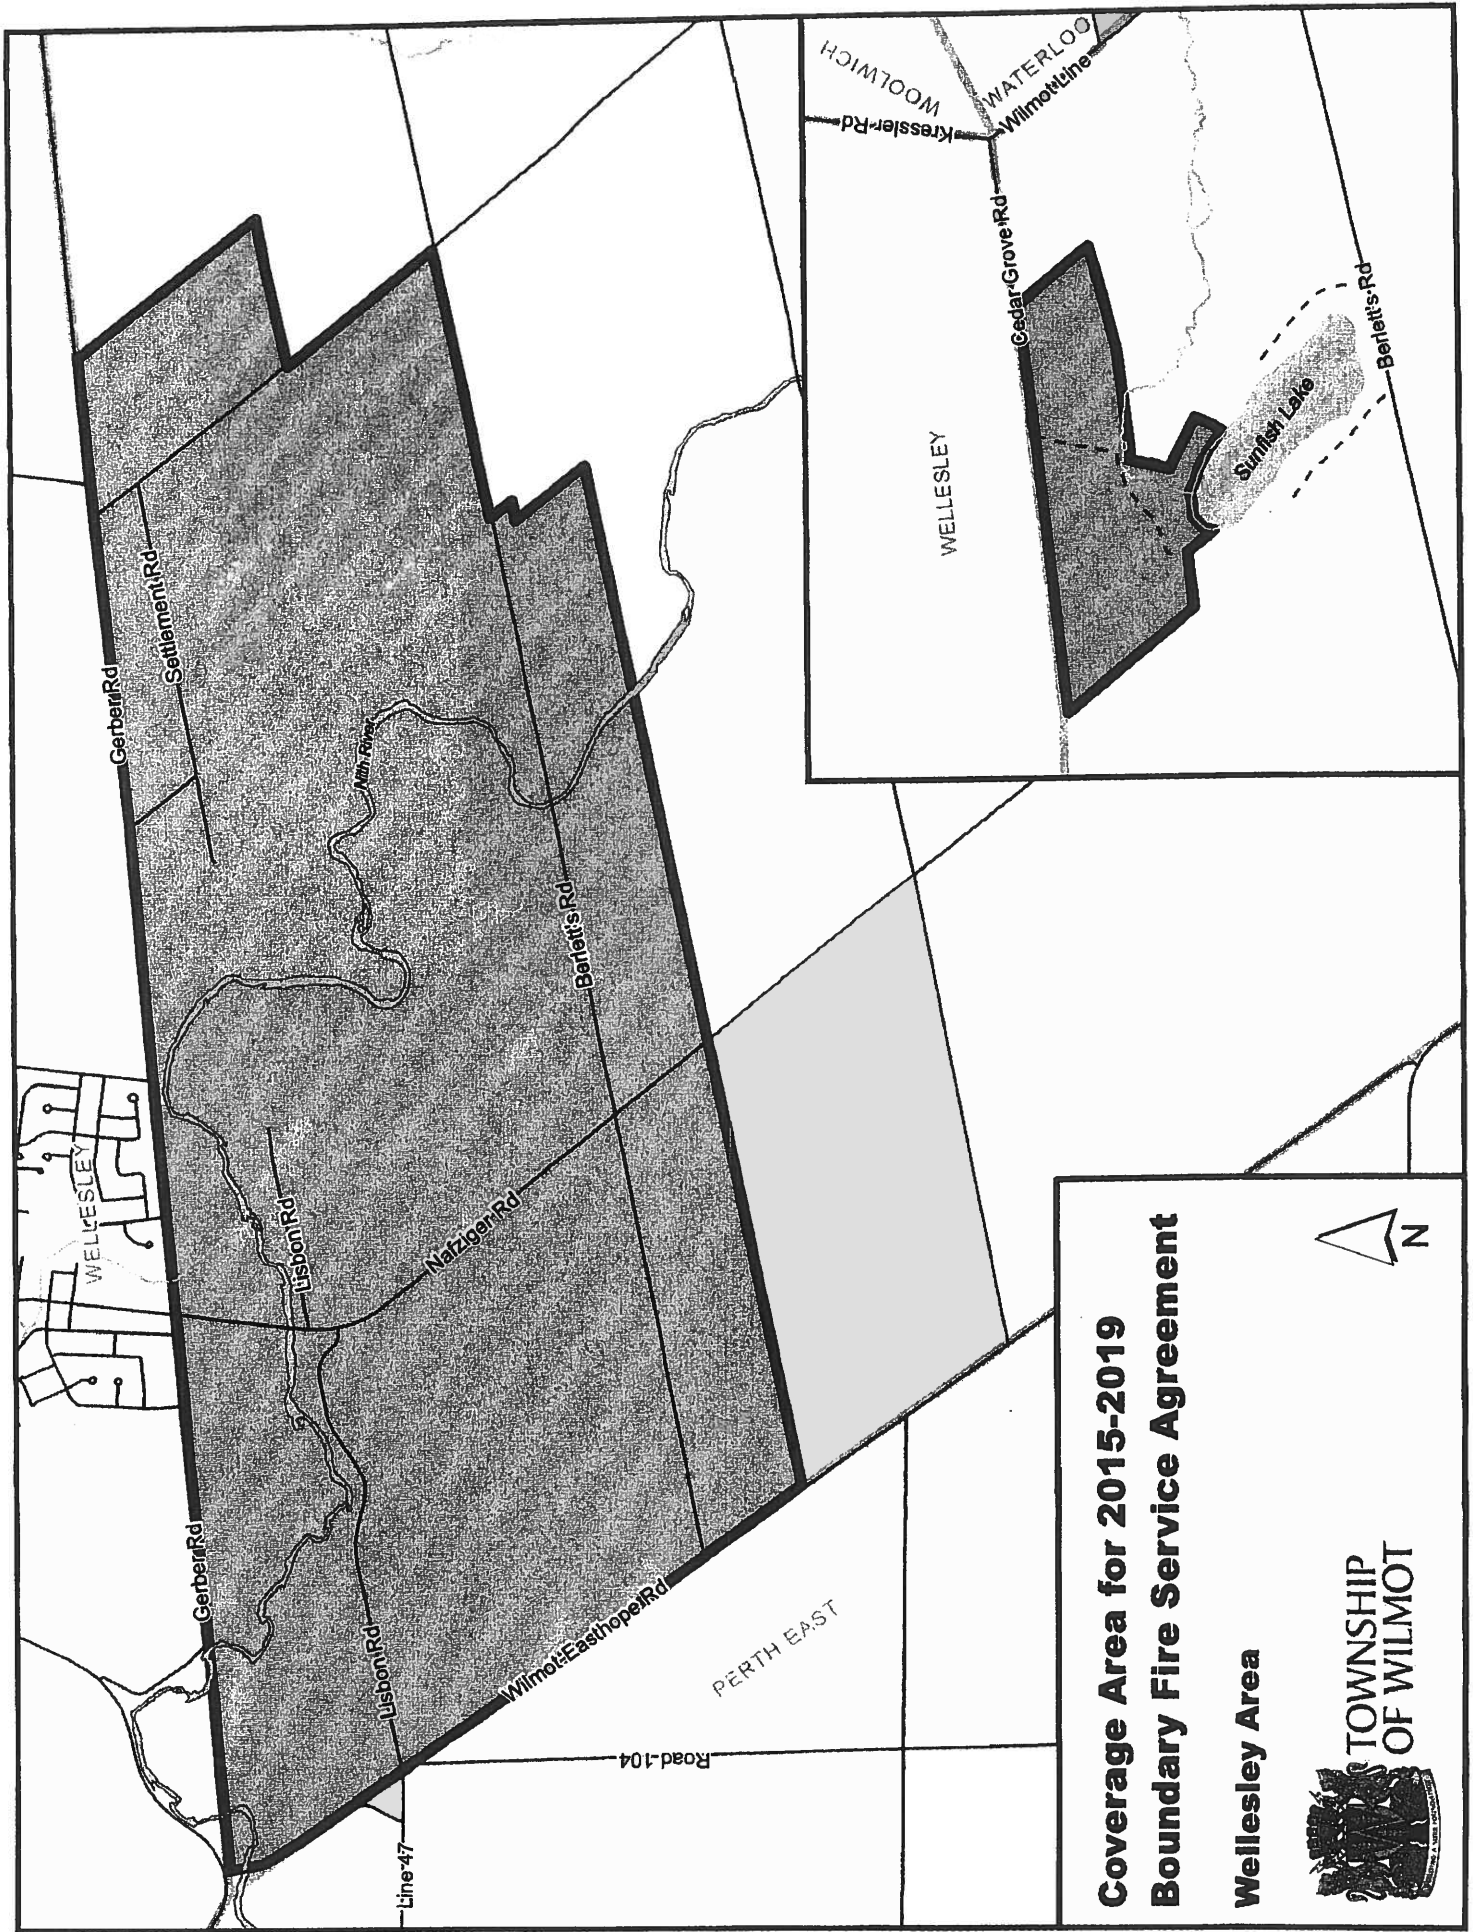 WOOLWICH
WATERLOO
Wilmot-Line
Kressler-Rd
Cedar-Grove-Rd
WELLESLEY
Sunfish Lake
Berlett's-Rd
Gerber-Rd
Settlement-Rd
Nith River
Berlett's-Rd
WELLESLEY
Lisbon-Rd
Nafziger-Rd
Gerber-Rd
Lisbon-Rd
Wilmot-Easthope-Rd
PERTH EAST
Road-104
Line-47
Coverage Area for 2015-2019
Boundary Fire Service Agreement
Wellesley Area
N
TOWNSHIP
OF WILMOT